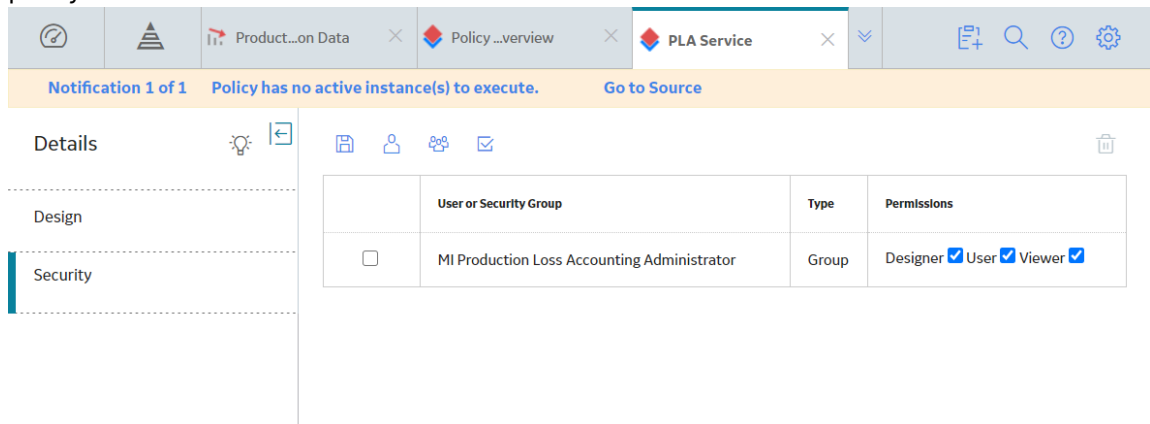 Product...on Data
Policy ...verview
PLA Service
Notification 1 of 1 Policy has no active instance(s) to execute. Go to Source
Details
Design
Security
User or Security Group Type Permissions
MI Production Loss Accounting Administrator Group Designer User Viewer